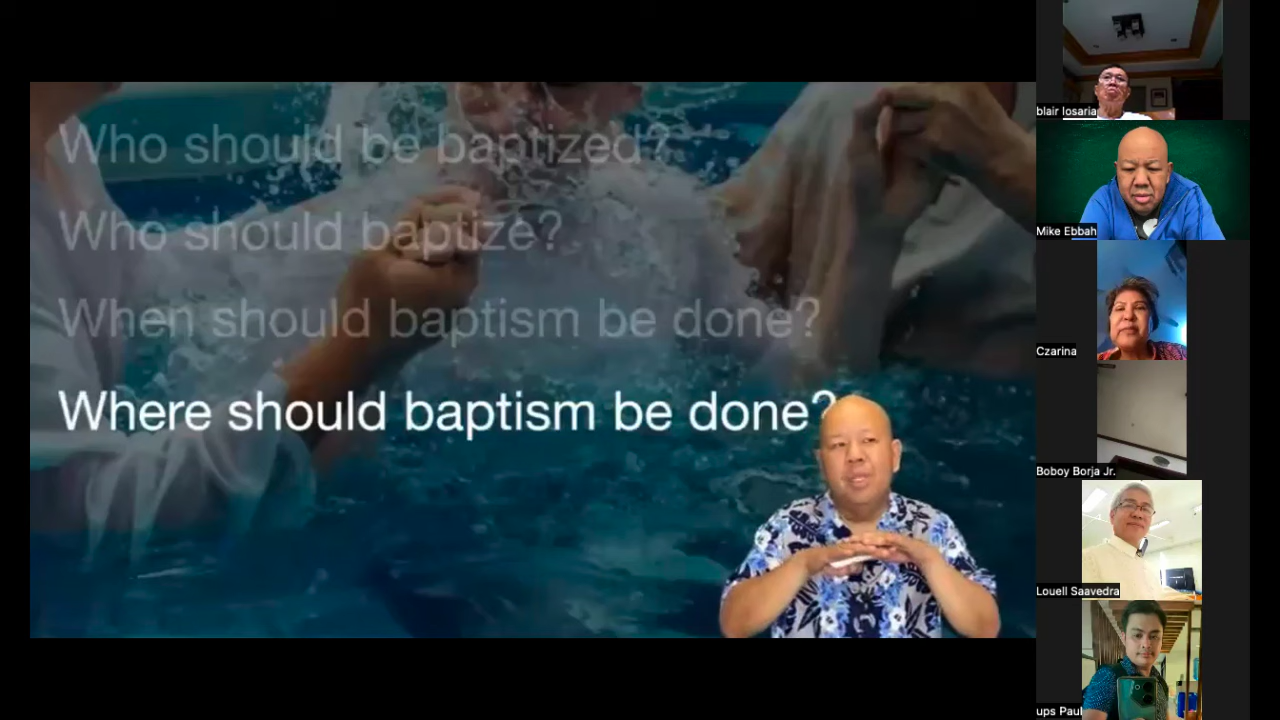 Who should be baptized?
Who should baptize?
When should baptism be done?
Where should baptism be done?
blair losaria
Mike Ebbah
Czarina
Boboy Borja Jr.
Louell Saavedra
ups Paul